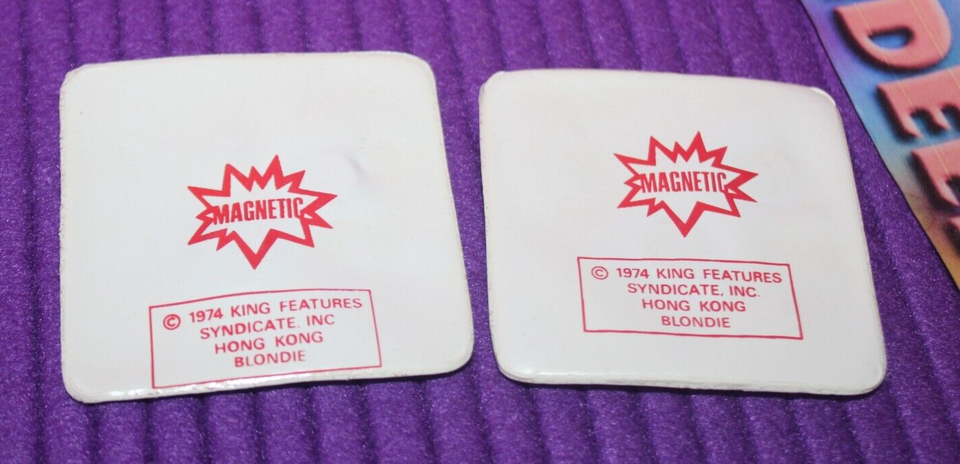 MAGNETIC
© 1974 KING FEATURES
SYNDICATE. INC
HONG KONG
BLONDIE
MAGNETIC
© 1974 KING FEATURES
SYNDICATE, INC.
HONG KONG
BLONDIE